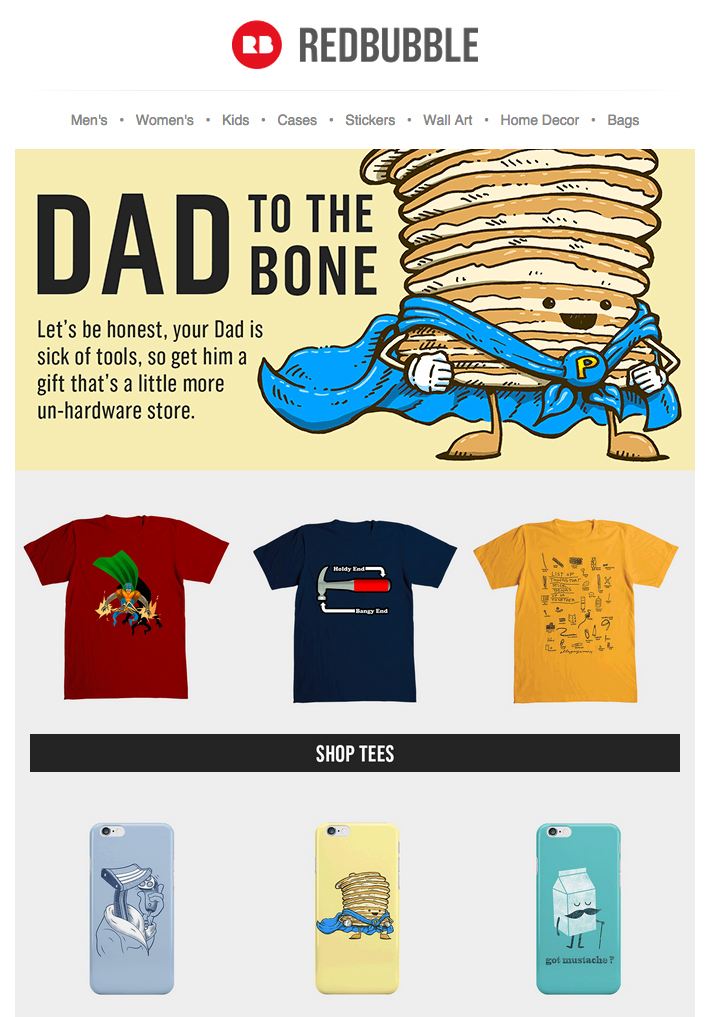 RB REDBUBBLE
Men's • Women's • Kids • Cases • Stickers • Wall Art • Home Decor • Bags
DAD TO THE
BONE
Let's be honest, your Dad is
sick of tools, so get him a
gift that's a little more
un-hardware store.
P
Holdy End
Bangy End
SHOP TEES
got mustache?